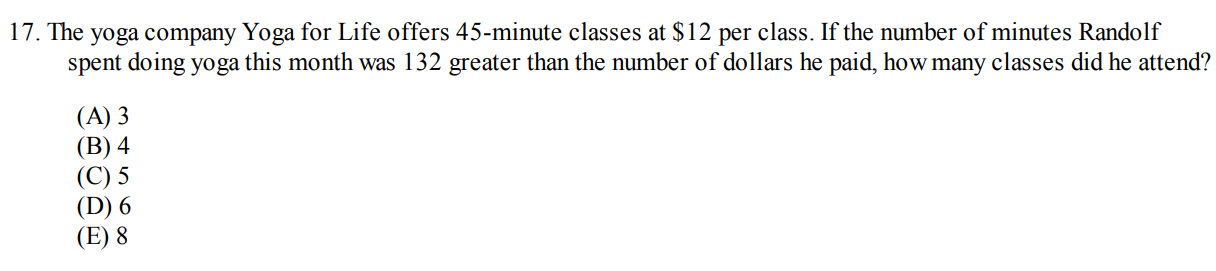 17. The yoga company Yoga for Life offers 45-minute classes at $12 per class. If the number of minutes Randolf
spent doing yoga this month was 132 greater than the number of dollars he paid, how many classes did he attend?
(A) 3
(B) 4
(C) 5
(D) 6
(E) 8